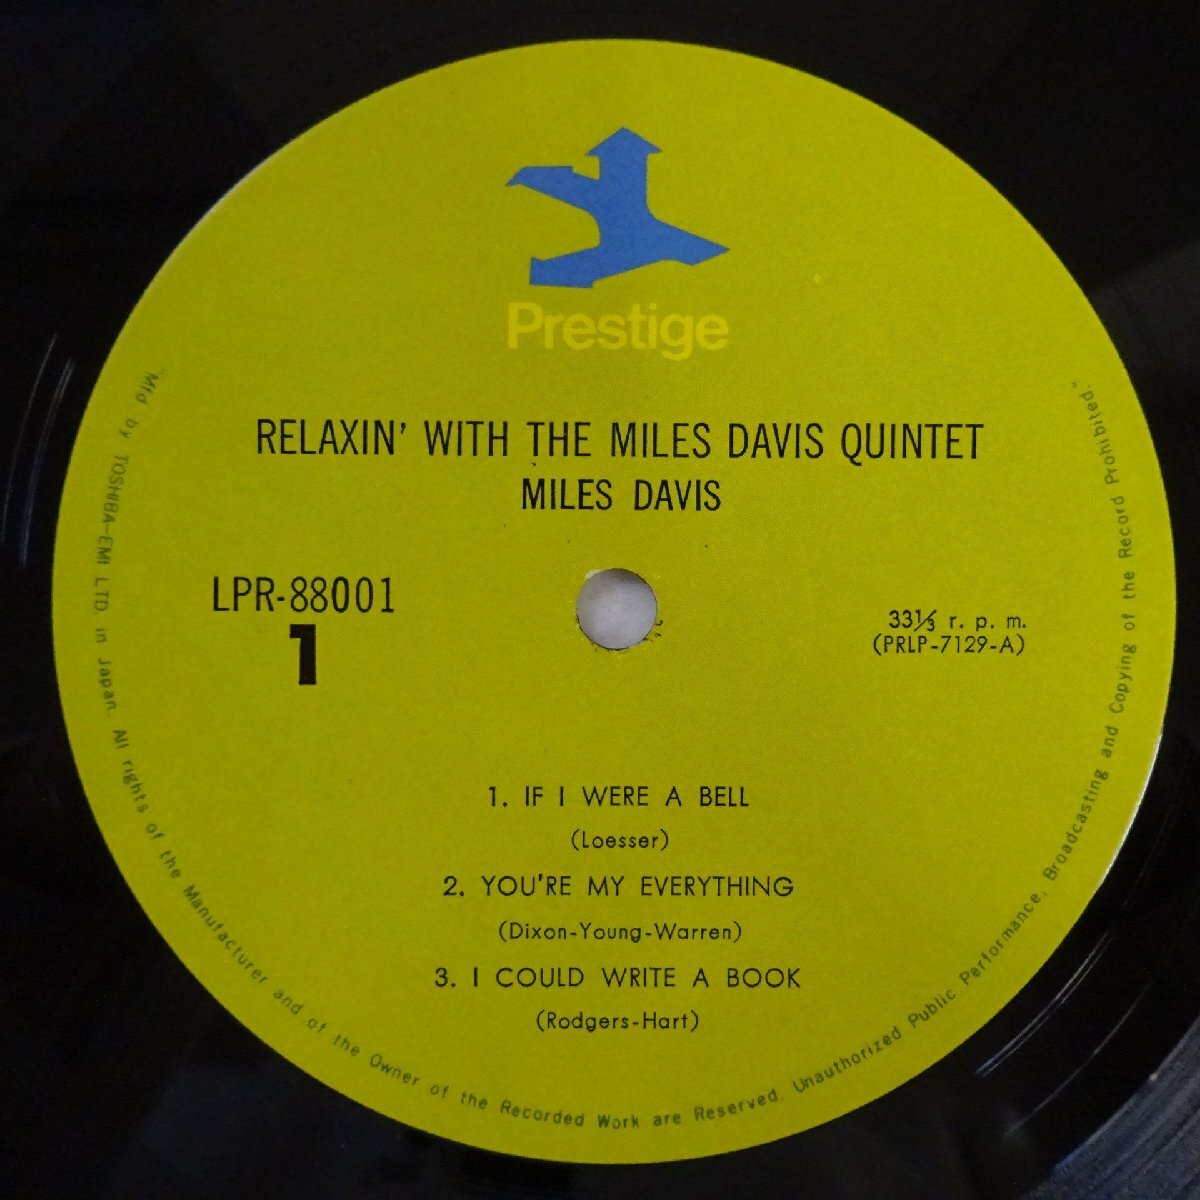 Prestige
RELAXIN' WITH THE MILES DAVIS QUINTET
MILES DAVIS
LPR-88001
1
33⅓ r. p. m.
(PRLP-7129-A)
1. IF I WERE A BELL
(Loesser)
2. YOU'RE MY EVERYTHING
(Dixon-Young-Warren)
3. I COULD WRITE A BOOK
(Rodgers-Hart)
"Mfd by TOSHIBA-EMI LTD. in Japan. All rights of the Manufacturer and of the Owner of the Recorded Work are Reserved. Unauthorized Public Performance, Broadcasting and Copying of the Record Prohibited."